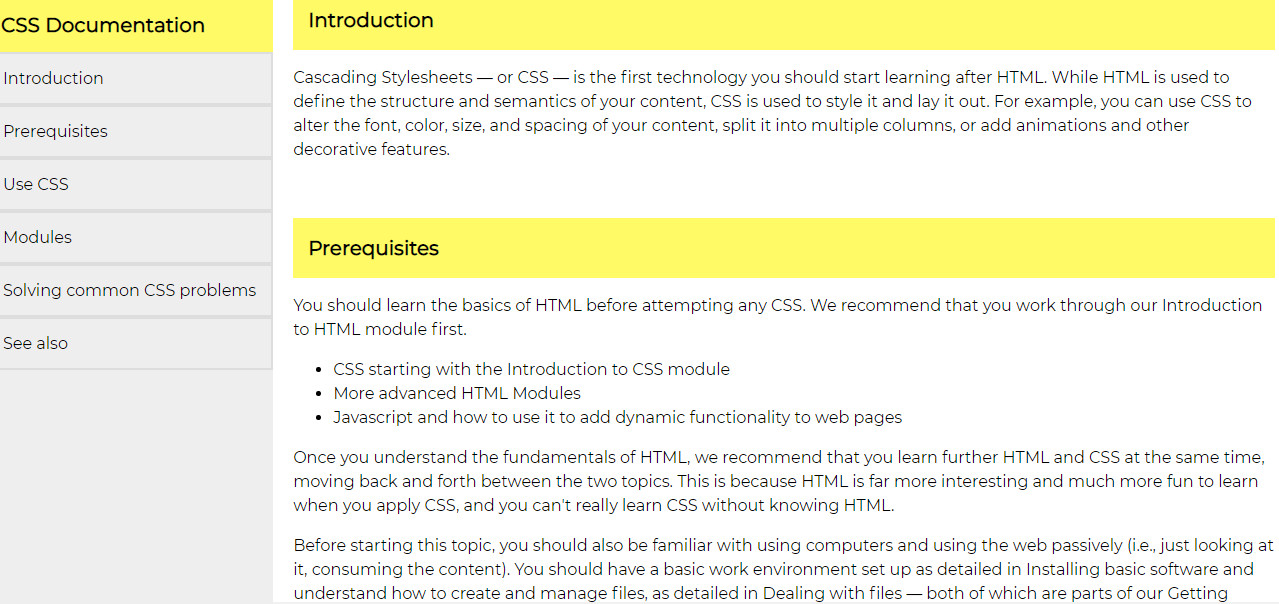 CSS Documentation
Introduction
Prerequisites
Use CSS
Modules
Solving common CSS problems
See also
Introduction
Cascading Stylesheets — or CSS — is the first technology you should start learning after HTML. While HTML is used to
define the structure and semantics of your content, CSS is used to style it and lay it out. For example, you can use CSS to
alter the font, color, size, and spacing of your content, split it into multiple columns, or add animations and other
decorative features.
Prerequisites
You should learn the basics of HTML before attempting any CSS. We recommend that you work through our Introduction
to HTML module first.
• CSS starting with the Introduction to CSS module
• More advanced HTML Modules
• Javascript and how to use it to add dynamic functionality to web pages
Once you understand the fundamentals of HTML, we recommend that you learn further HTML and CSS at the same time,
moving back and forth between the two topics. This is because HTML is far more interesting and much more fun to learn
when you apply CSS, and you can't really learn CSS without knowing HTML.
Before starting this topic, you should also be familiar with using computers and using the web passively (i.e., just looking at
it, consuming the content). You should have a basic work environment set up as detailed in Installing basic software and
understand how to create and manage files, as detailed in Dealing with files — both of which are parts of our Getting